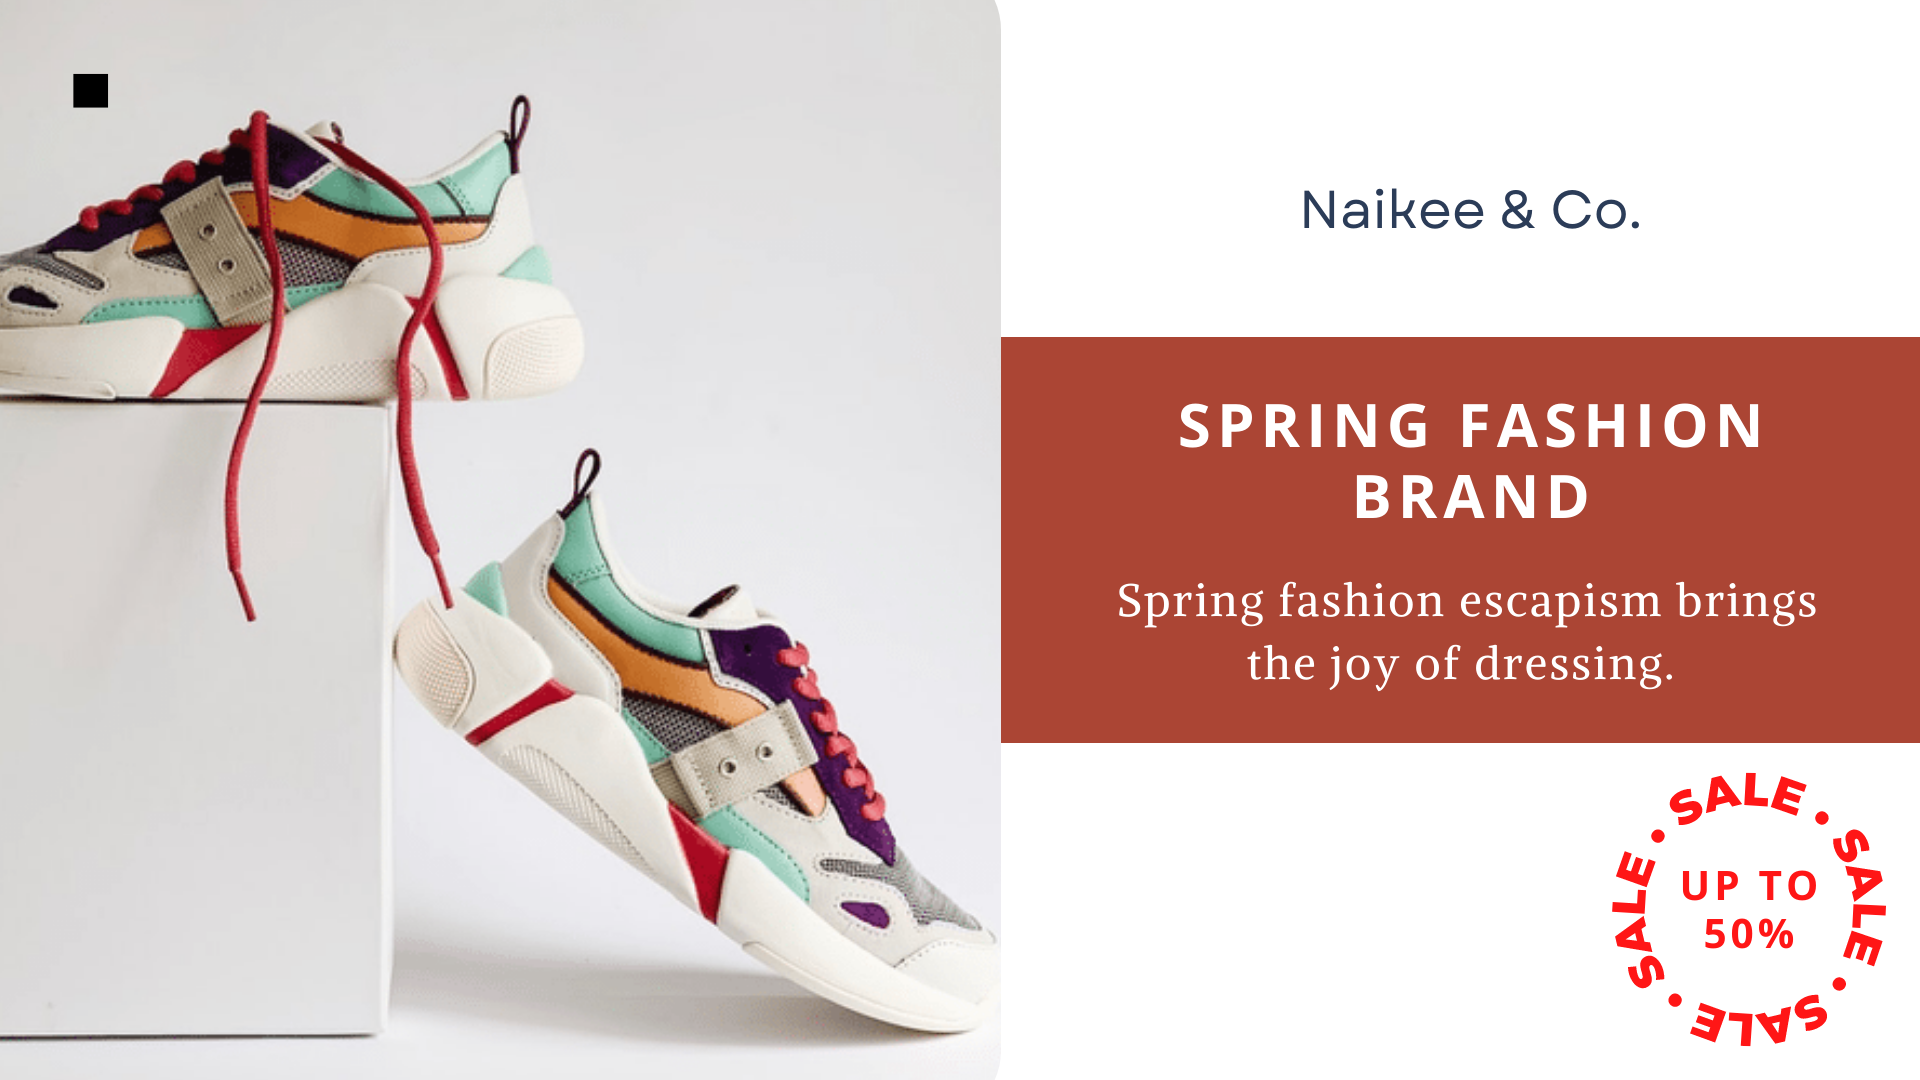 Naikee & Co.
SPRING FASHION
BRAND
Spring fashion escapism brings
the joy of dressing.
SALE • SALE • SALE • SALE •
UP TO
50%